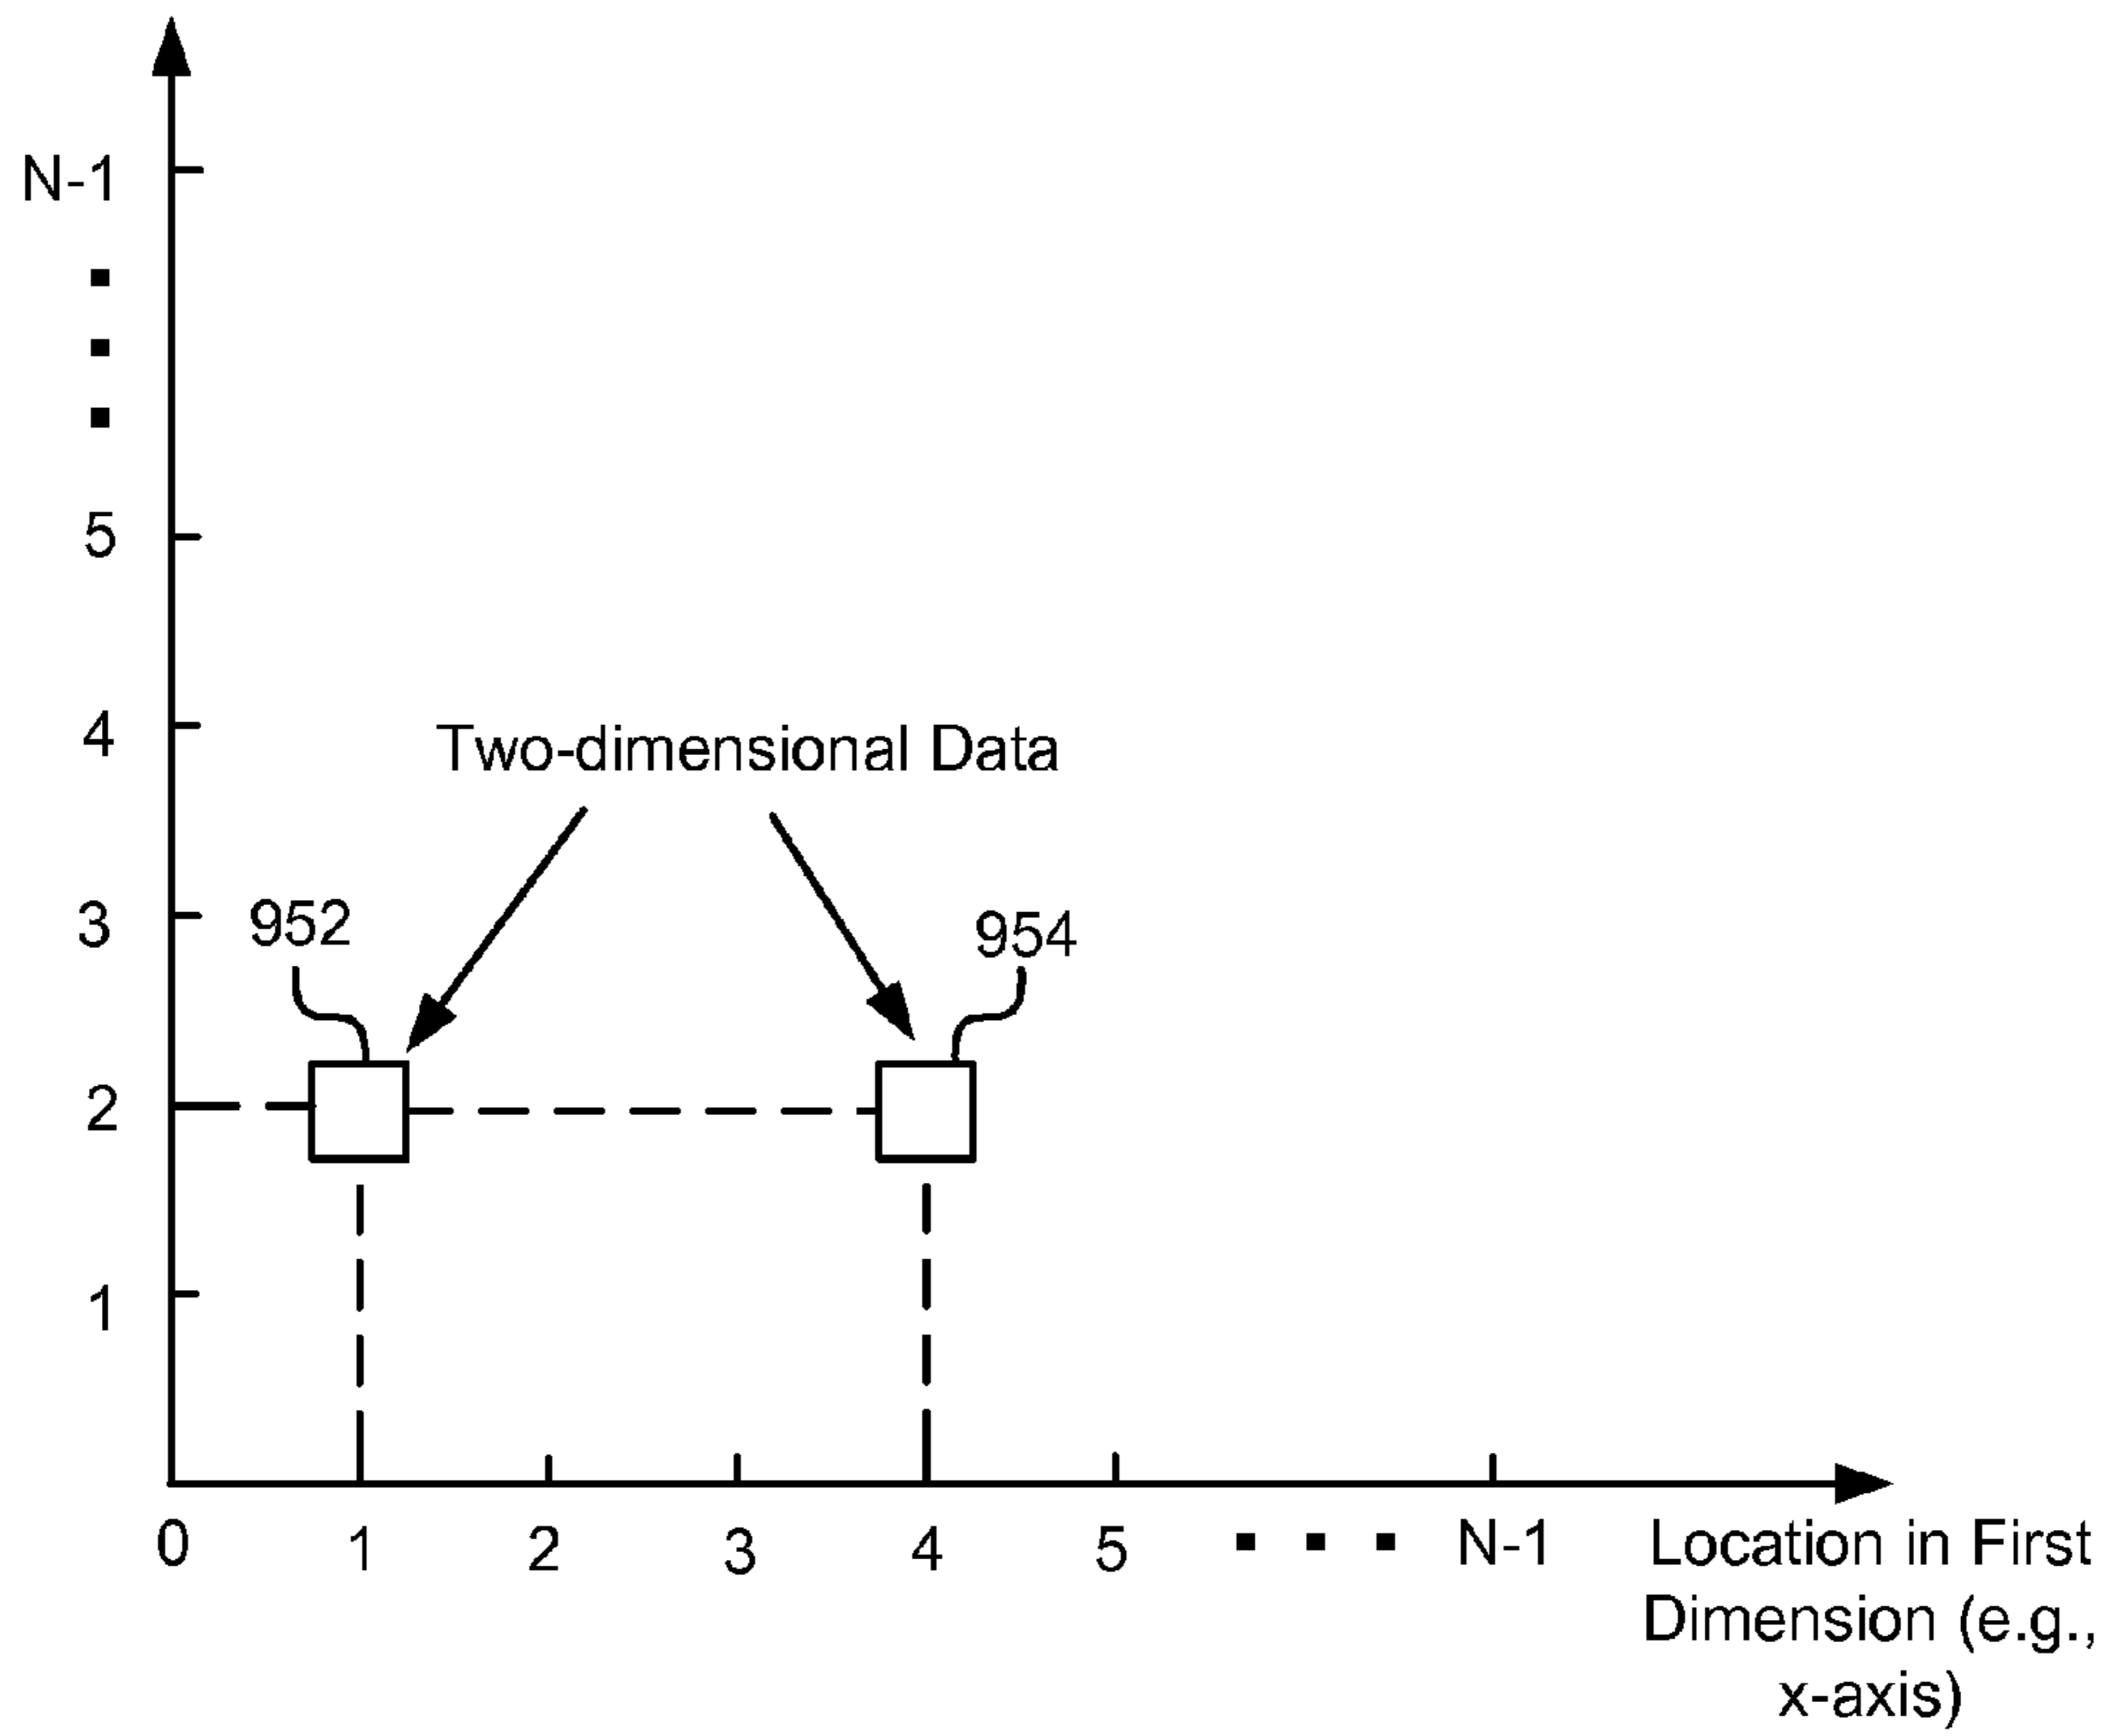 N-1
5
4
Two-dimensional Data
3
952
954
2
1
0 1 2 3 4 5 ▪ ▪ ▪ N-1
Location in First
Dimension (e.g.,
x-axis)